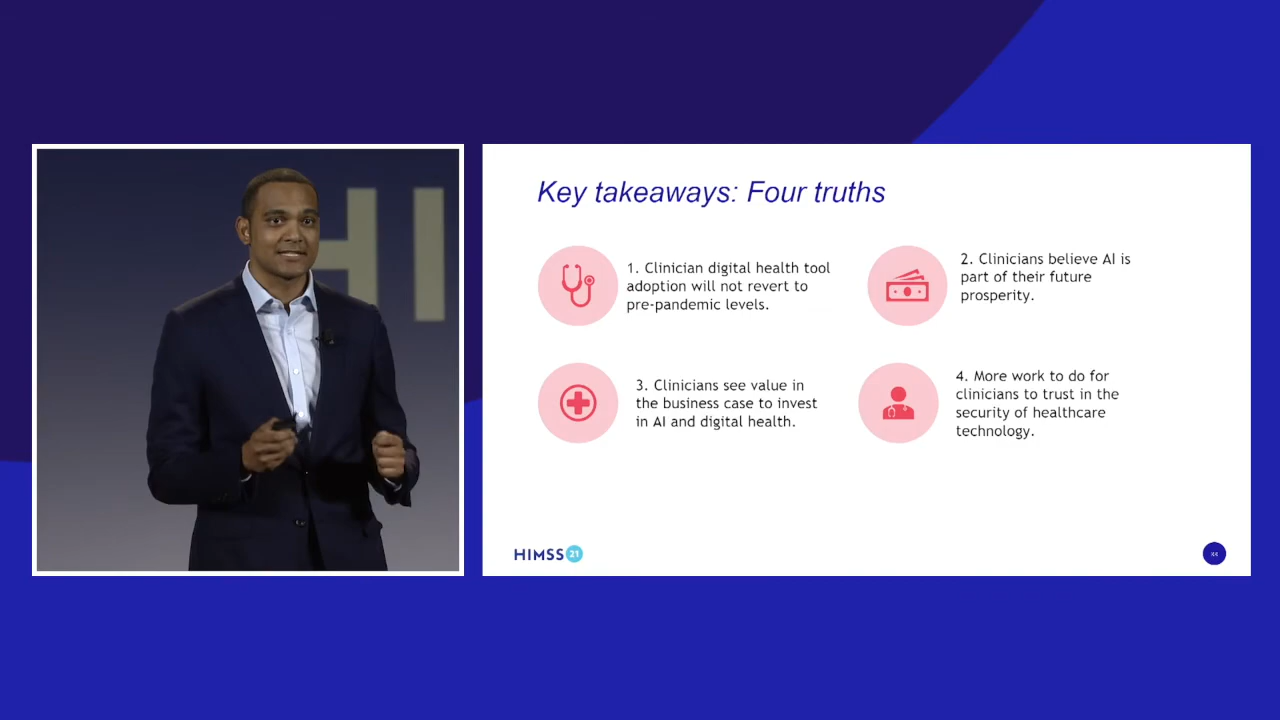 HI
Key takeaways: Four truths
1. Clinician digital health tool
adoption will not revert to
pre-pandemic levels.
2. Clinicians believe AI is
part of their future
prosperity.
3. Clinicians see value in
the business case to invest
in AI and digital health.
4. More work to do for
clinicians to trust in the
security of healthcare
technology.
HIMSS 21